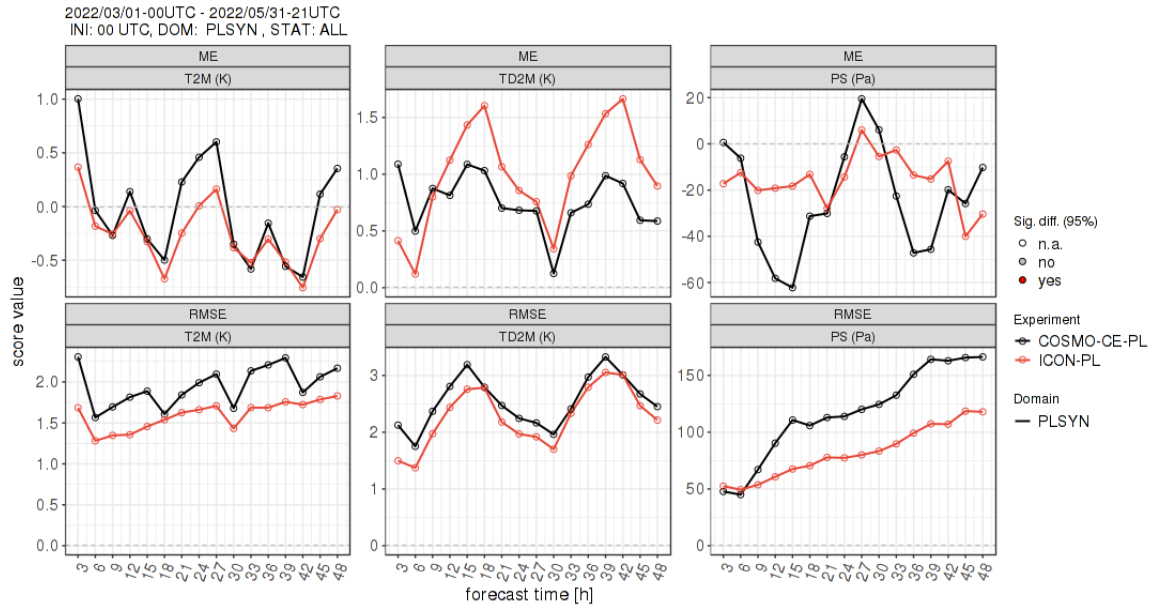 2022/03/01-00UTC - 2022/05/31-21UTC
INI: 00 UTC, DOM: PLSYN , STAT: ALL
ME
T2M (K)
ME
TD2M (K)
ME
PS (Pa)
1.0
0.5
0.0
-0.5
1.5
1.0
0.5
0.0
20
0
-20
-40
-60
score value
RMSE
T2M (K)
RMSE
TD2M (K)
RMSE
PS (Pa)
2.0
1.5
1.0
0.5
0.0
3
2
1
0
150
100
50
0
3 6 9 12 15 18 21 24 27 30 33 36 39 42 45 48
3 6 9 12 15 18 21 24 27 30 33 36 39 42 45 48
3 6 9 12 15 18 21 24 27 30 33 36 39 42 45 48
forecast time [h]
Sig. diff. (95%)
n.a.
no
yes
Experiment
COSMO-CE-PL
ICON-PL
Domain
PLSYN